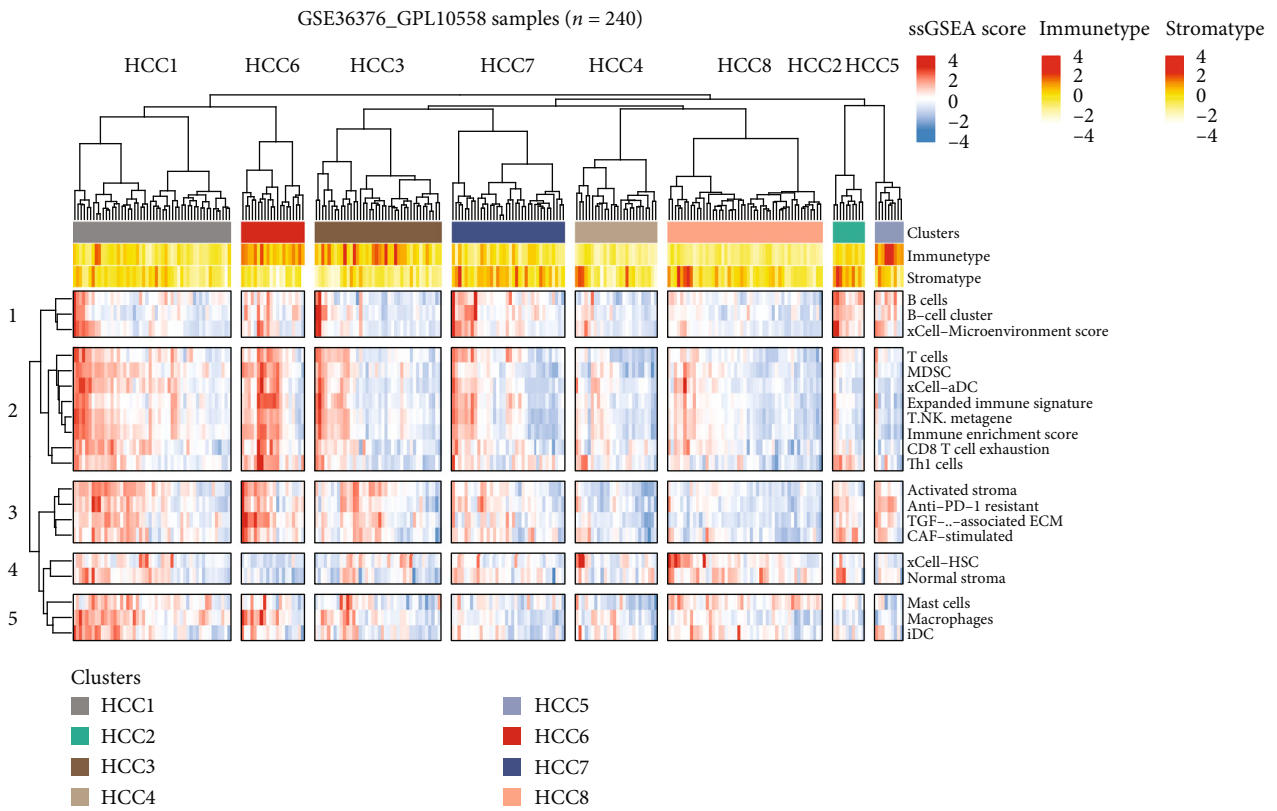 GSE36376_GPL10558 samples (n = 240)
HCC1 HCC6 HCC3 HCC7 HCC4 HCC8 HCC2 HCC5
ssGSEA score
4
2
0
−2
−4
Immunetype
4
2
0
−2
−4
Stromatype
4
2
0
−2
−4
Clusters
Immunetype
Stromatype
1
B cells
B−cell cluster
xCell−Microenvironment score
2
T cells
MDSC
xCell−aDC
Expanded immune signature
T.NK. metagene
Immune enrichment score
CD8 T cell exhaustion
Th1 cells
3
Activated stroma
Anti−PD−1 resistant
TGF−..−associated ECM
CAF−stimulated
4
xCell−HSC
Normal stroma
5
Mast cells
Macrophages
iDC
Clusters
HCC1
HCC2
HCC3
HCC4
HCC5
HCC6
HCC7
HCC8